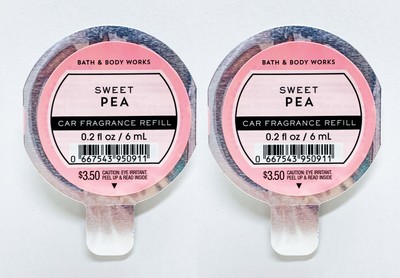 BATH & BODY WORKS
SWEET
PEA
CAR FRAGRANCE REFILL
0.2 fl oz / 6 mL
0 667543 950911
$3.50 CAUTION: EYE IRRITANT.
PEEL UP & READ INSIDE
BATH & BODY WORKS
SWEET
PEA
CAR FRAGRANCE REFILL
0.2 fl oz / 6 mL
0 667543 950911
$3.50 CAUTION: EYE IRRITANT.
PEEL UP & READ INSIDE